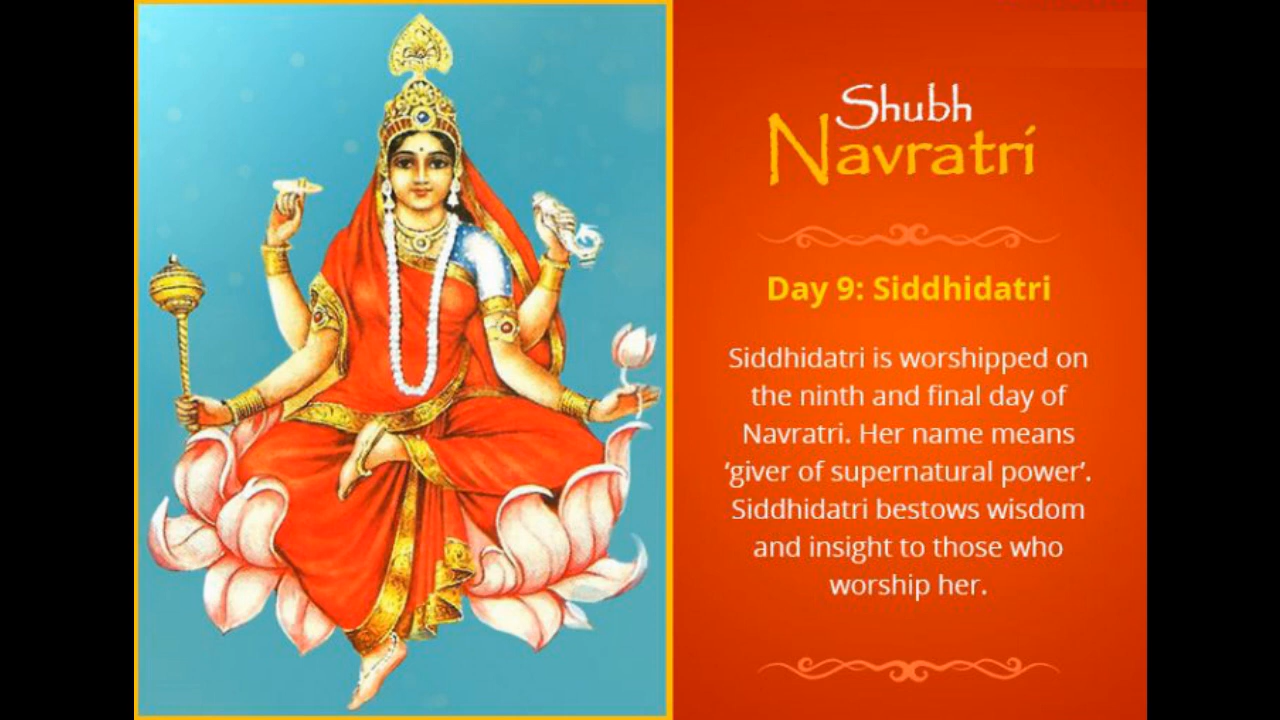 Shubh
Navratri
Day 9: Siddhidatri
Siddhidatri is worshipped on
the ninth and final day of
Navratri. Her name means
‘giver of supernatural power’.
Siddhidatri bestows wisdom
and insight to those who
worship her.